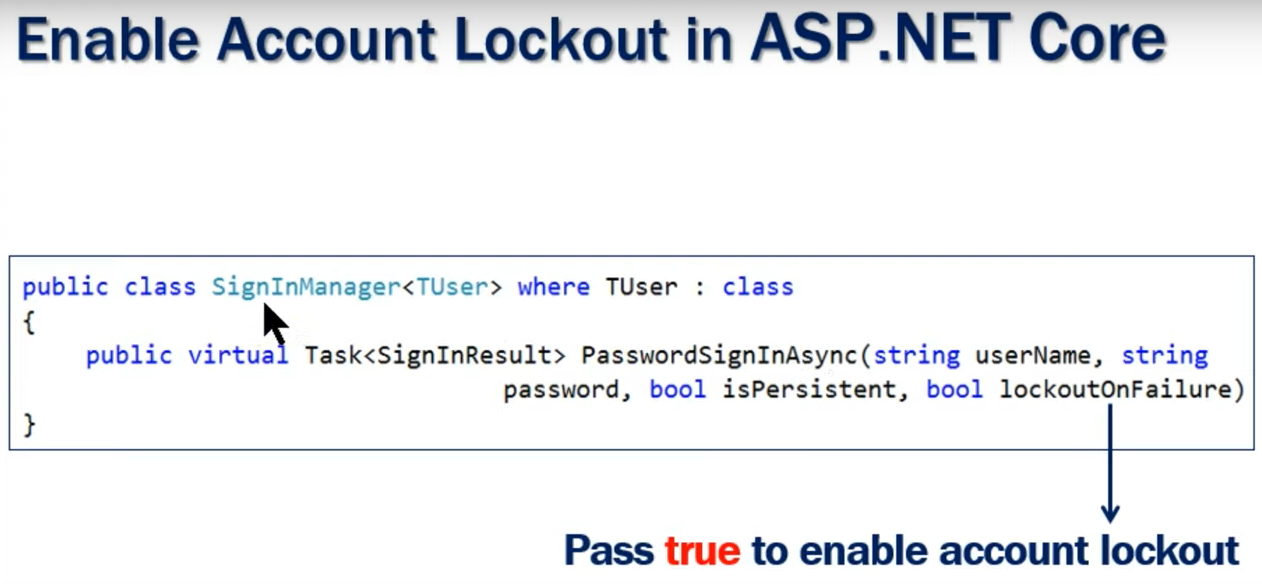 Enable Account Lockout in ASP.NET Core
public class SignInManager<TUser> where TUser : class
{
public virtual Task<SignInResult> PasswordSignInAsync(string userName, string
password, bool isPersistent, bool lockoutOnFailure)
}
Pass true to enable account lockout